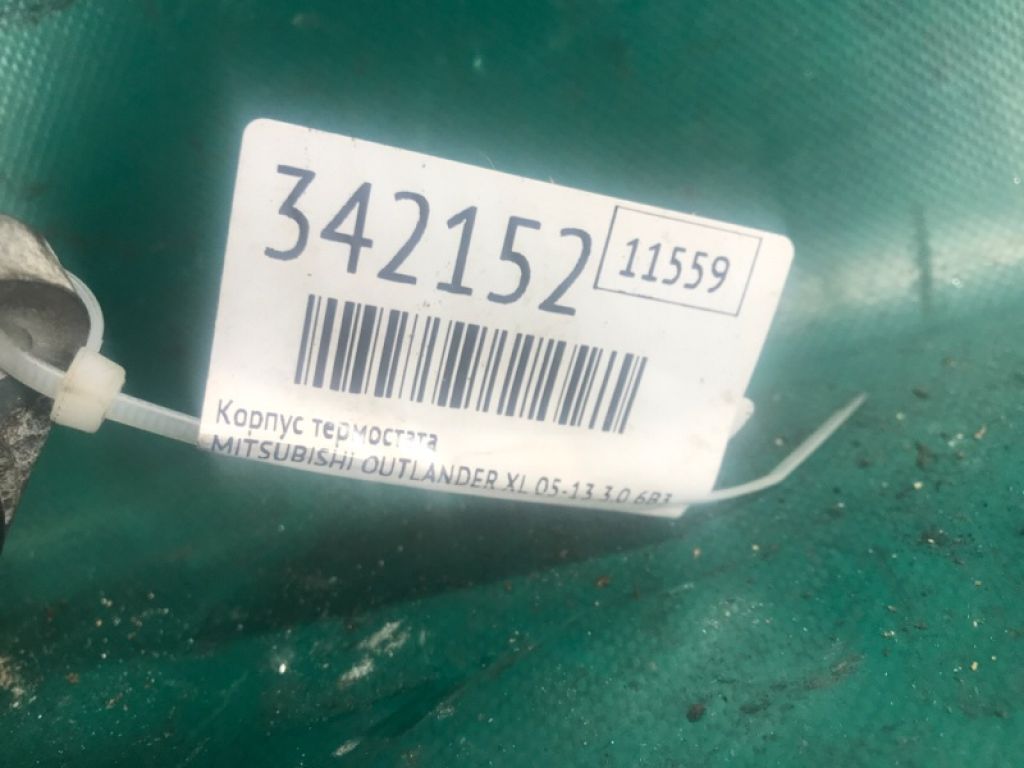 342152
11559
Корпус термостата
MITSUBISHI OUTLANDER XL 05-13 3.0 6B3